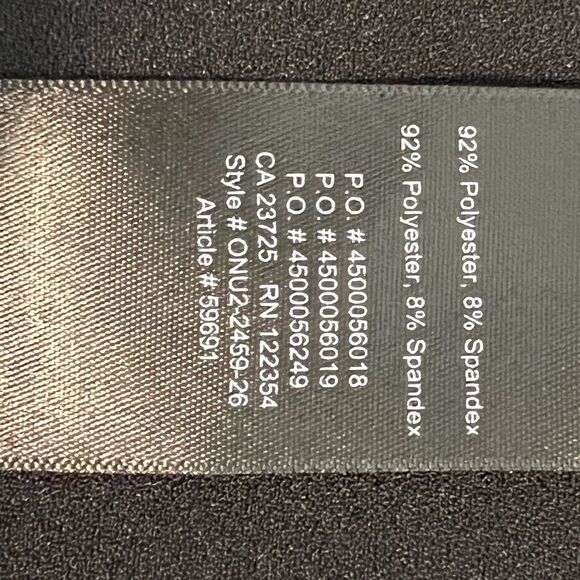 92% Polyester, 8% Spandex
92% Polyester, 8% Spandex
P.O. # 4500056018
P.O. # 4500056019
P.O. # 4500056249
CA 23725 RN 122354
Style # ONU2-2459-26
Article # 59691